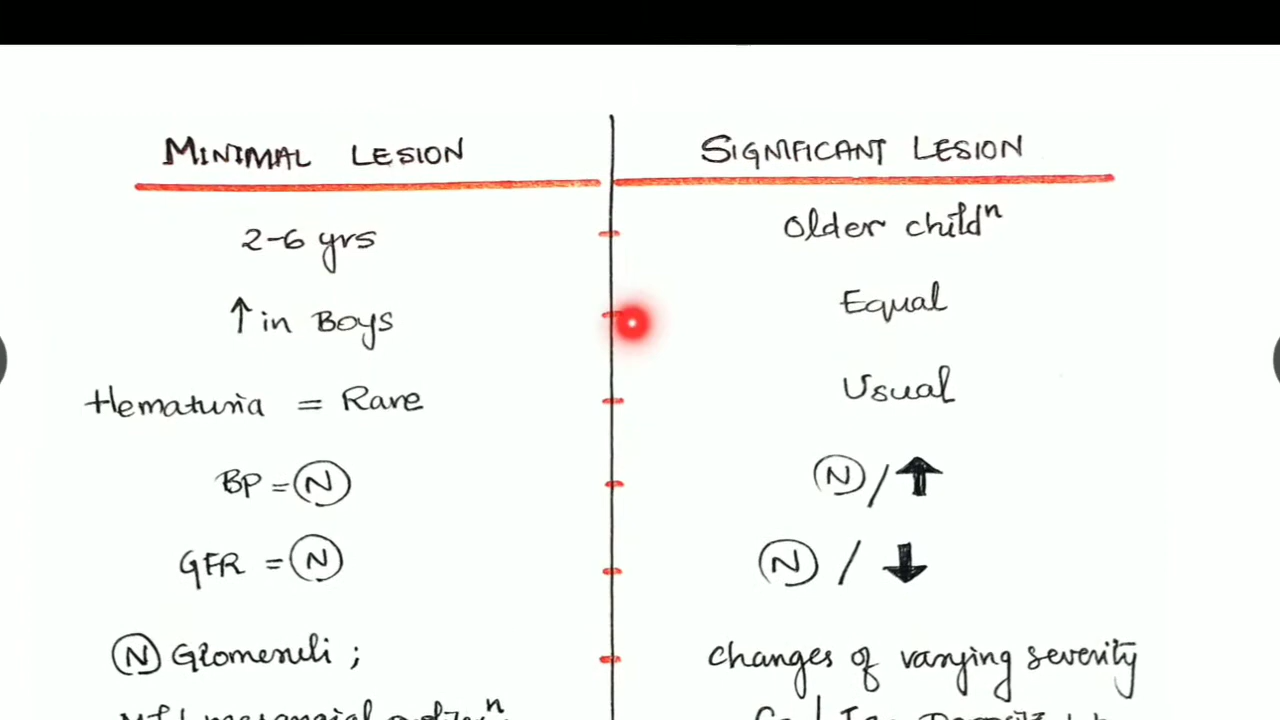 MINIMAL LESION
SIGNIFICANT LESION
2-6 yrs
Older childⁿ
↑ in Boys
Equal
Hematuria = Rare
Usual
BP = Ⓝ
Ⓝ / ↑
GFR = Ⓝ
Ⓝ / ↓
Ⓝ Glomeruli ;
changes of varying severity